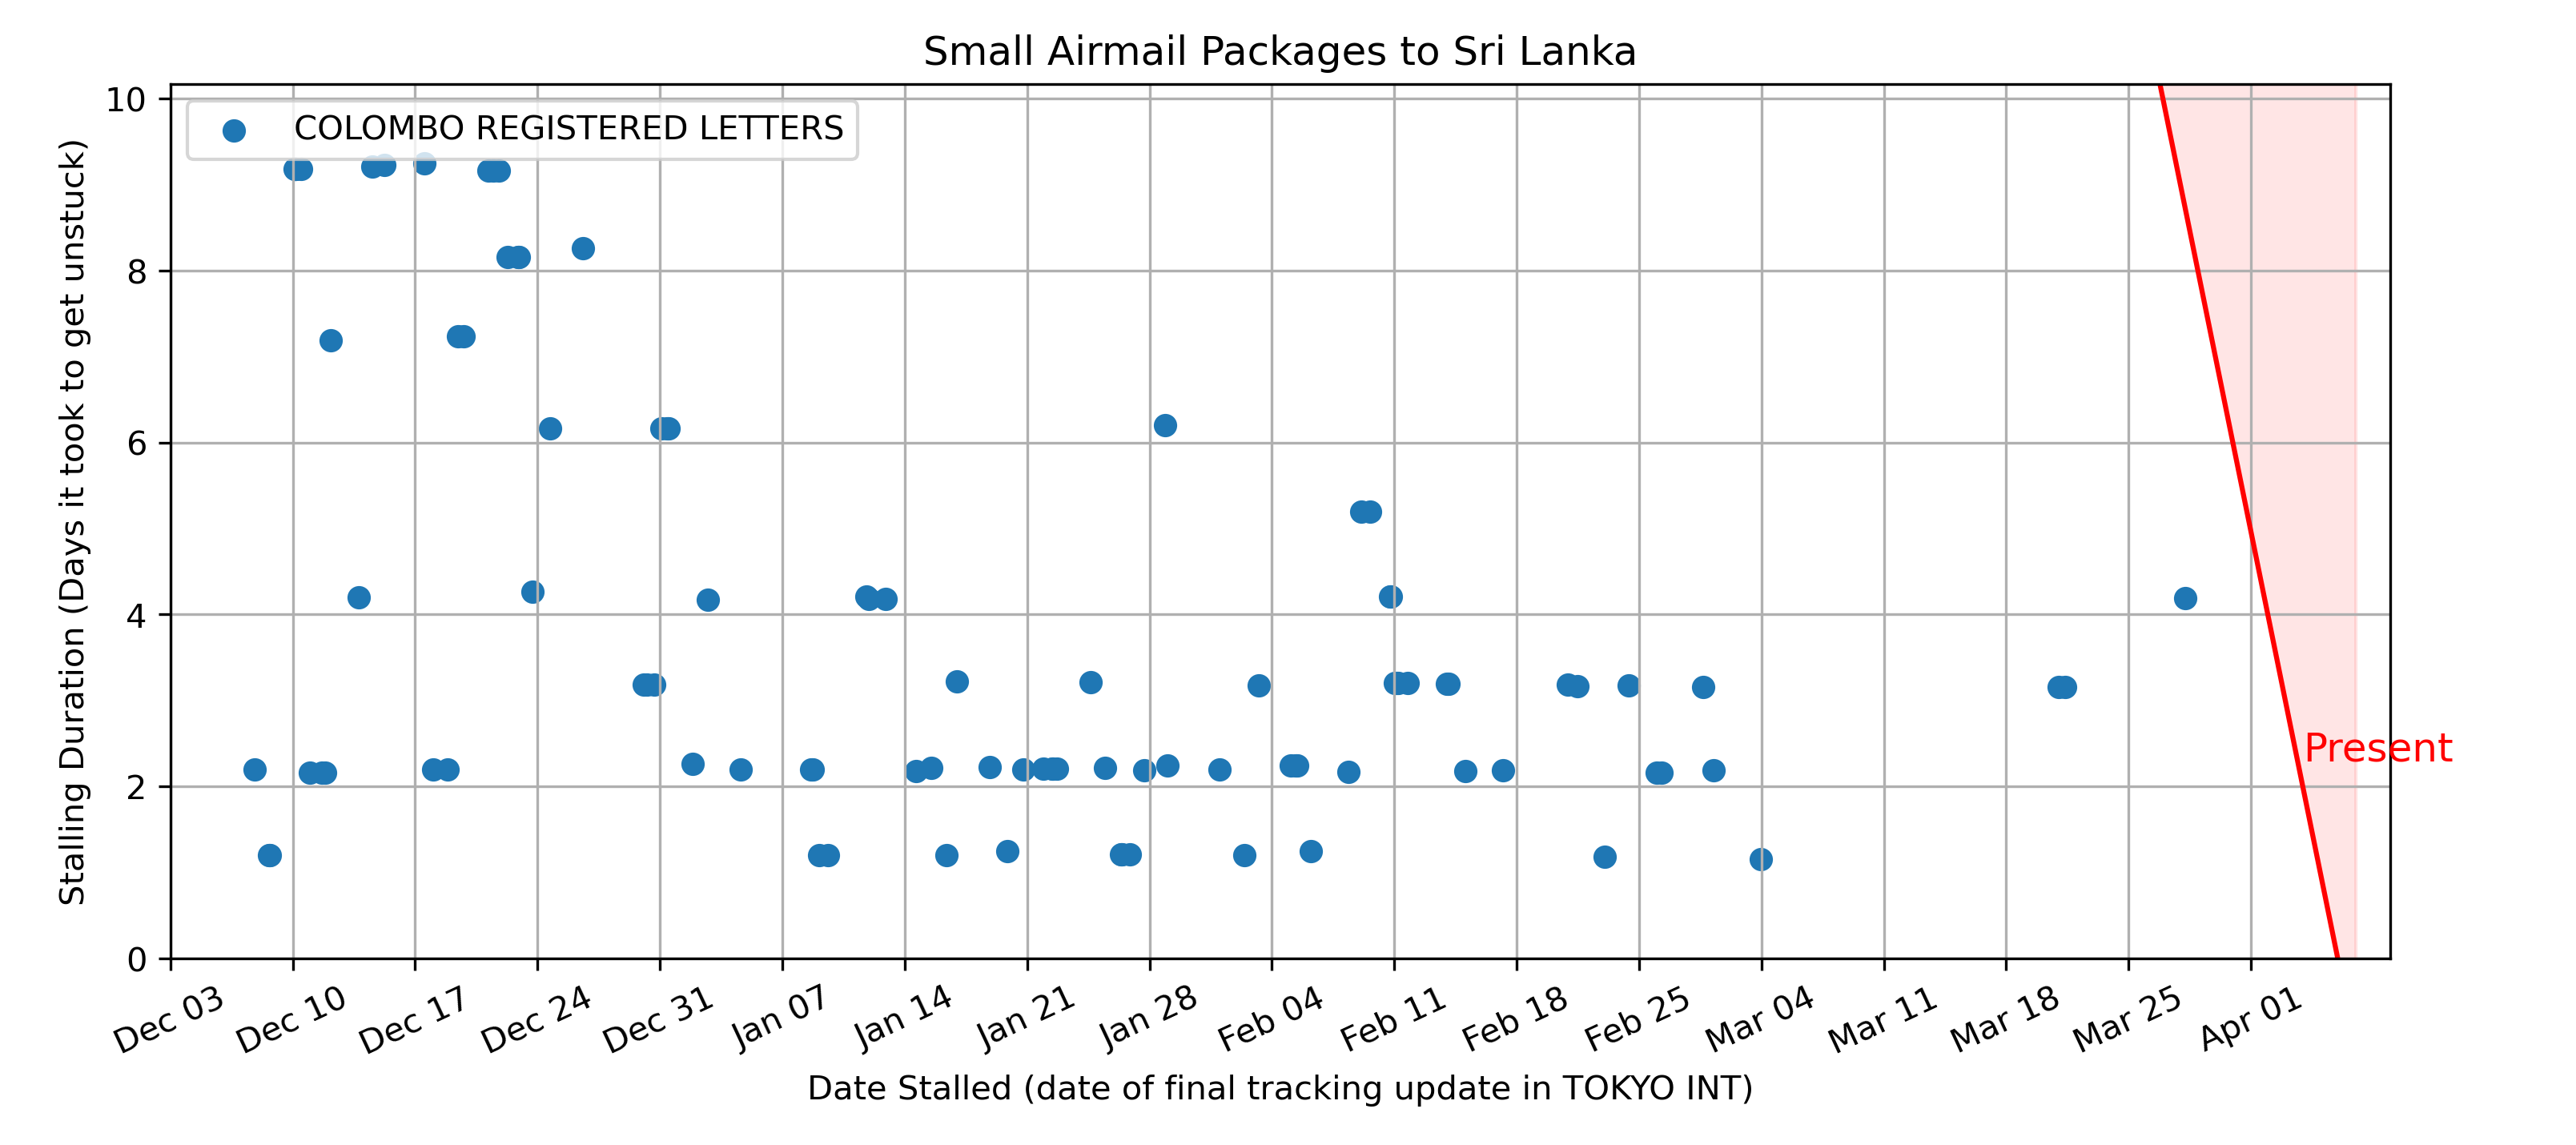 Small Airmail Packages to Sri Lanka
COLOMBO REGISTERED LETTERS
Stalling Duration (Days it took to get unstuck)
10
8
6
4
2
0
Present
Dec 03
Dec 10
Dec 17
Dec 24
Dec 31
Jan 07
Jan 14
Jan 21
Jan 28
Feb 04
Feb 11
Feb 18
Feb 25
Mar 04
Mar 11
Mar 18
Mar 25
Apr 01
Date Stalled (date of final tracking update in TOKYO INT)